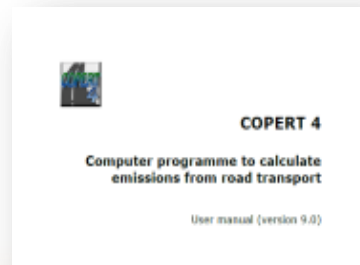 COPERT 4
Computer programme to calculate
emissions from road transport
User manual (version 9.0)